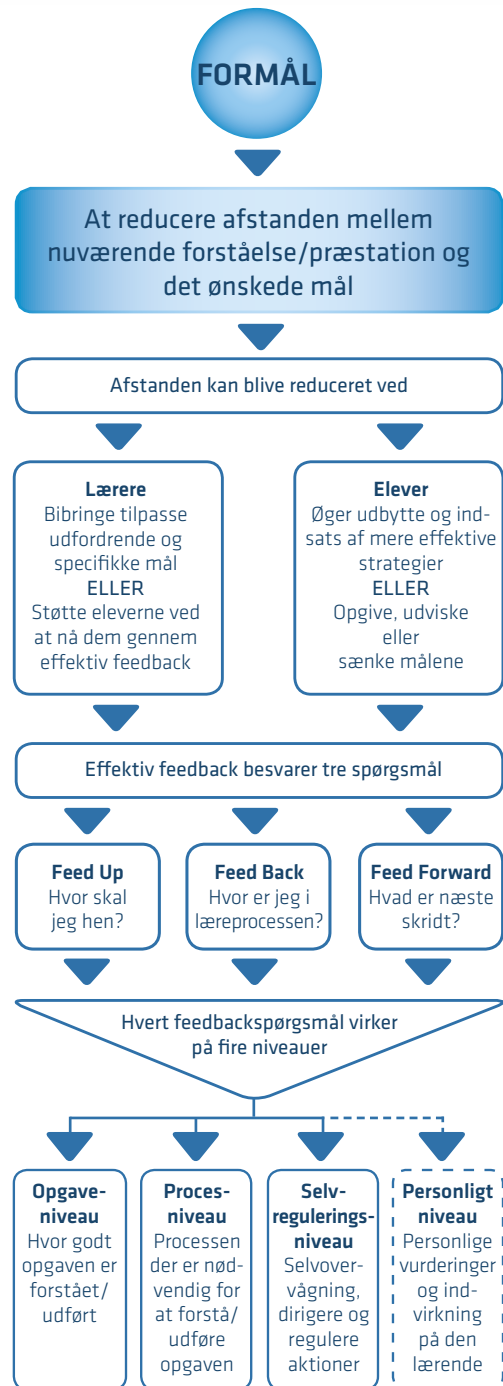 FORMÅL
At reducere afstanden mellem
nuværende forståelse/præstation og
det ønskede mål
Afstanden kan blive reduceret ved
Lærere
Bibringe tilpasse
udfordrende og
specifikke mål
ELLER
Støtte eleverne ved
at nå dem gennem
effektiv feedback
Elever
Øger udbytte og ind-
sats af mere effektive
strategier
ELLER
Opgive, udviske
eller
sænke målene
Effektiv feedback besvarer tre spørgsmål
Feed Up
Hvor skal
jeg hen?
Feed Back
Hvor er jeg i
læreprocessen?
Feed Forward
Hvad er næste
skridt?
Hvert feedbackspørgsmål virker
på fire niveauer
Opgave-
niveau
Hvor godt
opgaven er
forstået/
udført
Proces-
niveau
Processen
der er nød-
vendig for
at forstå/
udføre
opgaven
Selv-
regulerings-
niveau
Selvover-
vågning,
dirigere og
regulere
aktioner
Personligt
niveau
Personlige
vurderinger
og ind-
virkning
på den
lærende